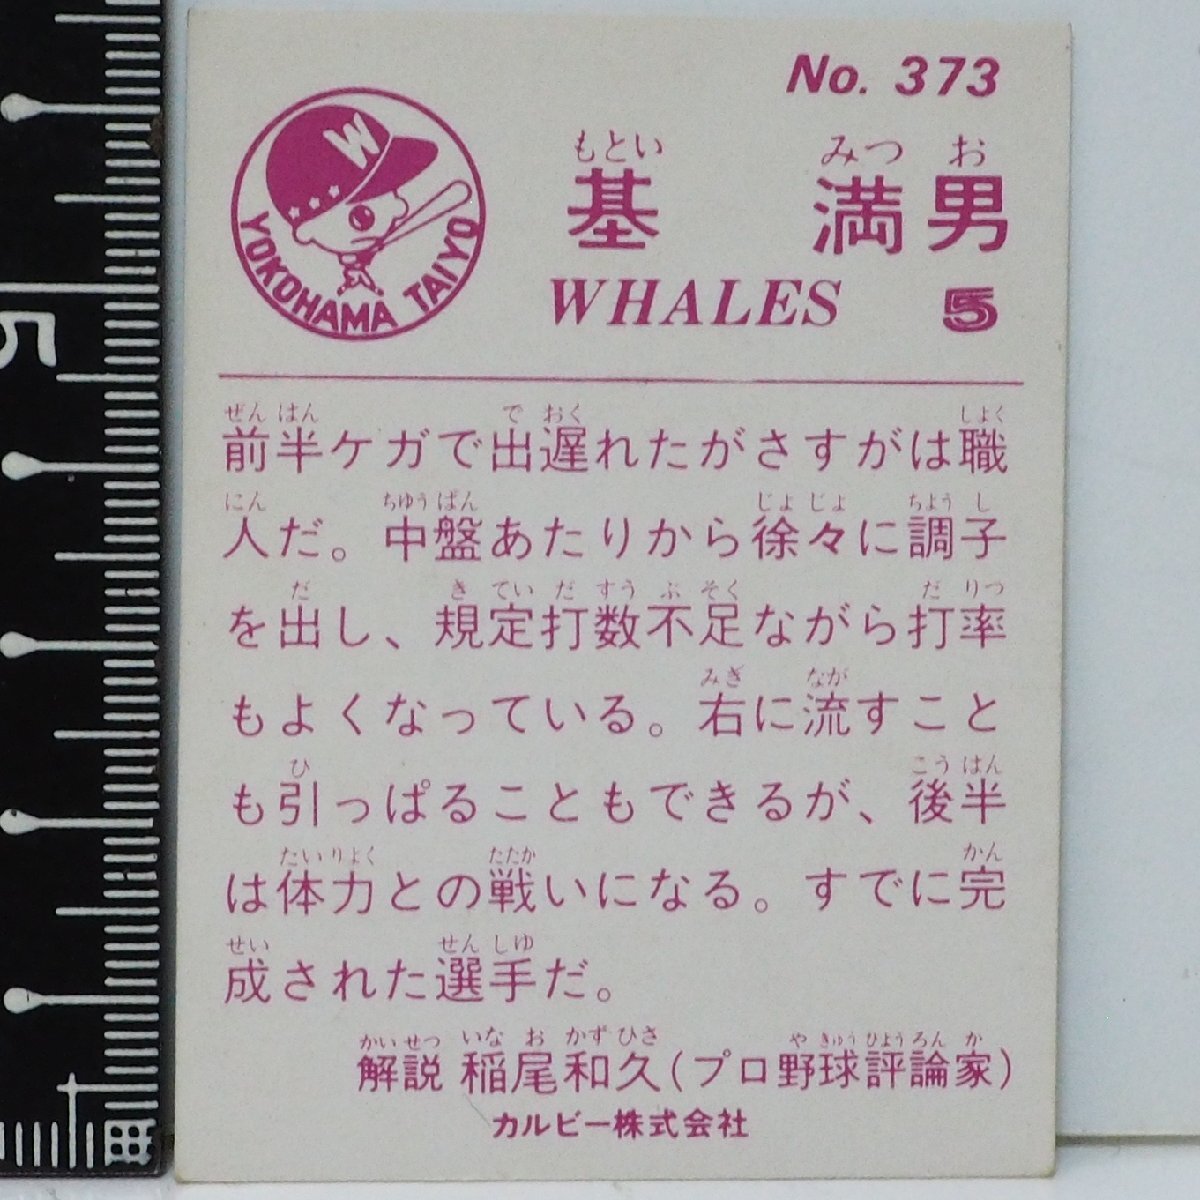 No. 373
W
YOKOHAMA TAIYO
もとい みつ お
基 満男
WHALES 5
ぜん はん で おく しょく
前半ケガで出遅れたがさすがは職
にん ちゆう ばん じょ じょ ちよう し
人だ。中盤あたりから徐々に調子
だ き てい だ すう ぶ そく だ りつ
を出し、規定打数不足ながら打率
みぎ なが
もよくなっている。右に流すこと
ひ こう はん
も引っぱることもできるが、後半
たい りよく たたか かん
は体力との戦いになる。すでに完
せい せん しゆ
成された選手だ。
かい せつ いな お かず ひさ や きゅう ひよう ろん か
解説 稲尾和久(プロ野球評論家)
カルビー株式会社
5